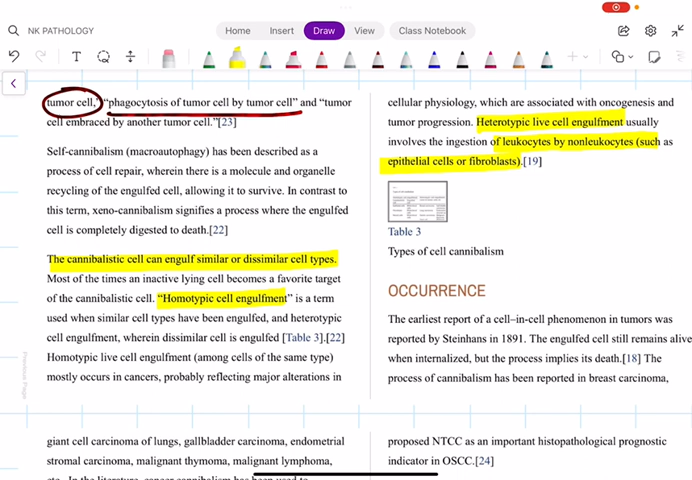 NK PATHOLOGY
Home
Insert
Draw
View
Class Notebook
tumor cell," "phagocytosis of tumor cell by tumor cell" and "tumor
cell embraced by another tumor cell."[23]
Self-cannibalism (macroautophagy) has been described as a
process of cell repair, wherein there is a molecule and organelle
recycling of the engulfed cell, allowing it to survive. In contrast to
this term, xeno-cannibalism signifies a process where the engulfed
cell is completely digested to death.[22]
The cannibalistic cell can engulf similar or dissimilar cell types.
Most of the times an inactive lying cell becomes a favorite target
of the cannibalistic cell. "Homotypic cell engulfment" is a term
used when similar cell types have been engulfed, and heterotypic
cell engulfment, wherein dissimilar cell is engulfed [Table 3].[22]
Homotypic live cell engulfment (among cells of the same type)
mostly occurs in cancers, probably reflecting major alterations in
cellular physiology, which are associated with oncogenesis and
tumor progression. Heterotypic live cell engulfment usually
involves the ingestion of leukocytes by nonleukocytes (such as
epithelial cells or fibroblasts).[19]
Table 3
Types of cell cannibalism
OCCURRENCE
The earliest report of a cell–in-cell phenomenon in tumors was
reported by Steinhans in 1891. The engulfed cell still remains alive
when internalized, but the process implies its death.[18] The
process of cannibalism has been reported in breast carcinoma,
Previous Page
giant cell carcinoma of lungs, gallbladder carcinoma, endometrial
stromal carcinoma, malignant thymoma, malignant lymphoma,
etc. In the literature, cancer cannibalism has been used to
proposed NTCC as an important histopathological prognostic
indicator in OSCC.[24]